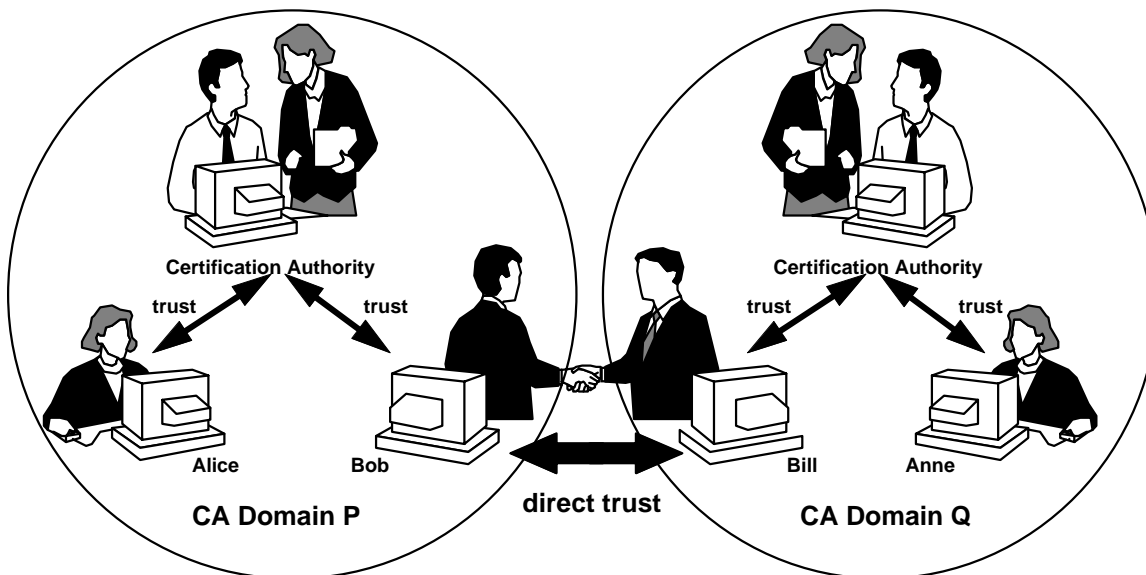 Certification Authority
trust
trust
Alice
Bob
CA Domain P
direct trust
Certification Authority
trust
trust
Bill
Anne
CA Domain Q